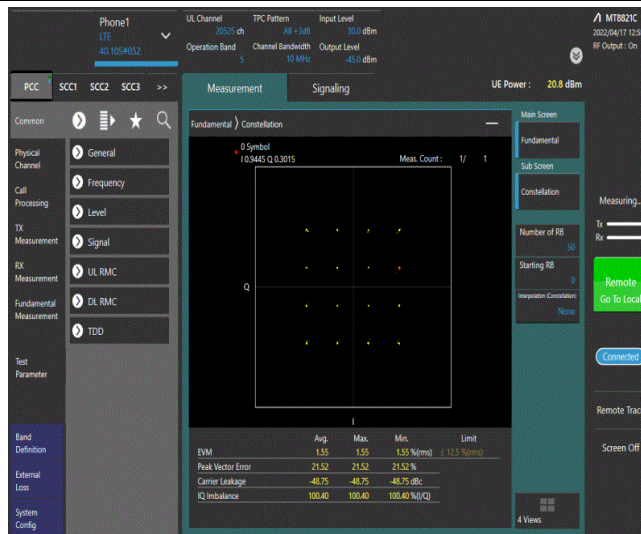 Phone1
LTE
40.105#052
UL Channel
20525 ch
TPC Pattern
All +3dB
Input Level
30.0 dBm
Operation Band
5
Channel Bandwidth
10 MHz
Output Level
-45.0 dBm
MT8821C
2022/04/17 12:5
RF Output : On
PCC SCC1 SCC2 SCC3 >>
Measurement Signaling
UE Power : 20.8 dBm
Common
Physical
Channel
Call
Processing
TX
Measurement
RX
Measurement
Fundamental
Measurement
Test
Parameter
Band
Definition
External
Loss
System
Config
General
Frequency
Level
Signal
UL RMC
DL RMC
TDD
Fundamental 〉 Constellation
0 Symbol
I 0.9445 Q 0.3015
Meas. Count : 1/ 1
Q
I
Avg. Max. Min. Limit
EVM 1.55 1.55 1.55 %(rms) ≤ 12.5 %(rms)
Peak Vector Error 21.52 21.52 21.52 %
Carrier Leakage -48.75 -48.75 -48.75 dBc
IQ Imbalance 100.40 100.40 100.40 %(I/Q)
Main Screen
Fundamental
Sub Screen
Constellation
Number of RB
50
Starting RB
0
Interpolation (Constellation)
None
4 Views
Measuring...
Tx
Rx
Remote
Go To Local
Connected
Remote Trac
Screen Off